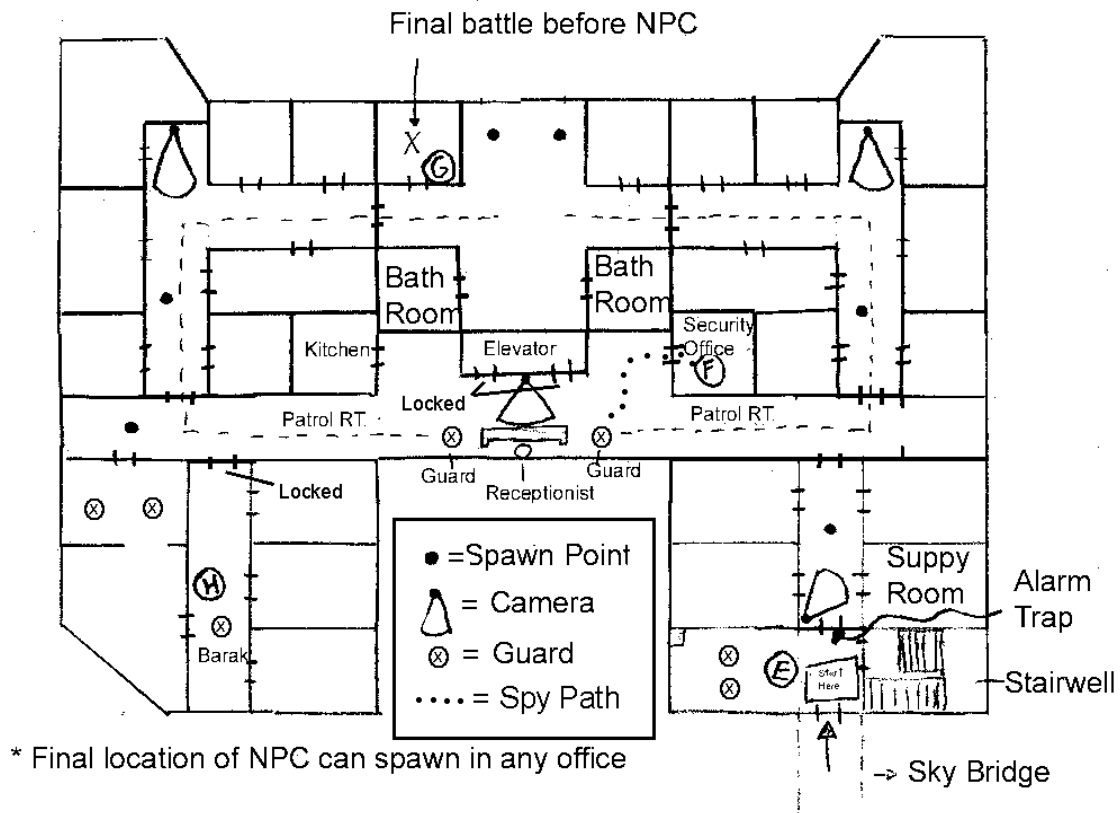 Final battle before NPC
X
G
Bath
Room
Bath
Room
Kitchen
Elevator
Security
Office
F
Locked
Patrol RT.
Patrol RT.
Guard
Receptionist
Guard
Locked
H
Barak
● =Spawn Point
= Camera
= Guard
.... = Spy Path
Suppy
Room
Alarm
Trap
E
Start
Here
Stairwell
* Final location of NPC can spawn in any office
Sky Bridge